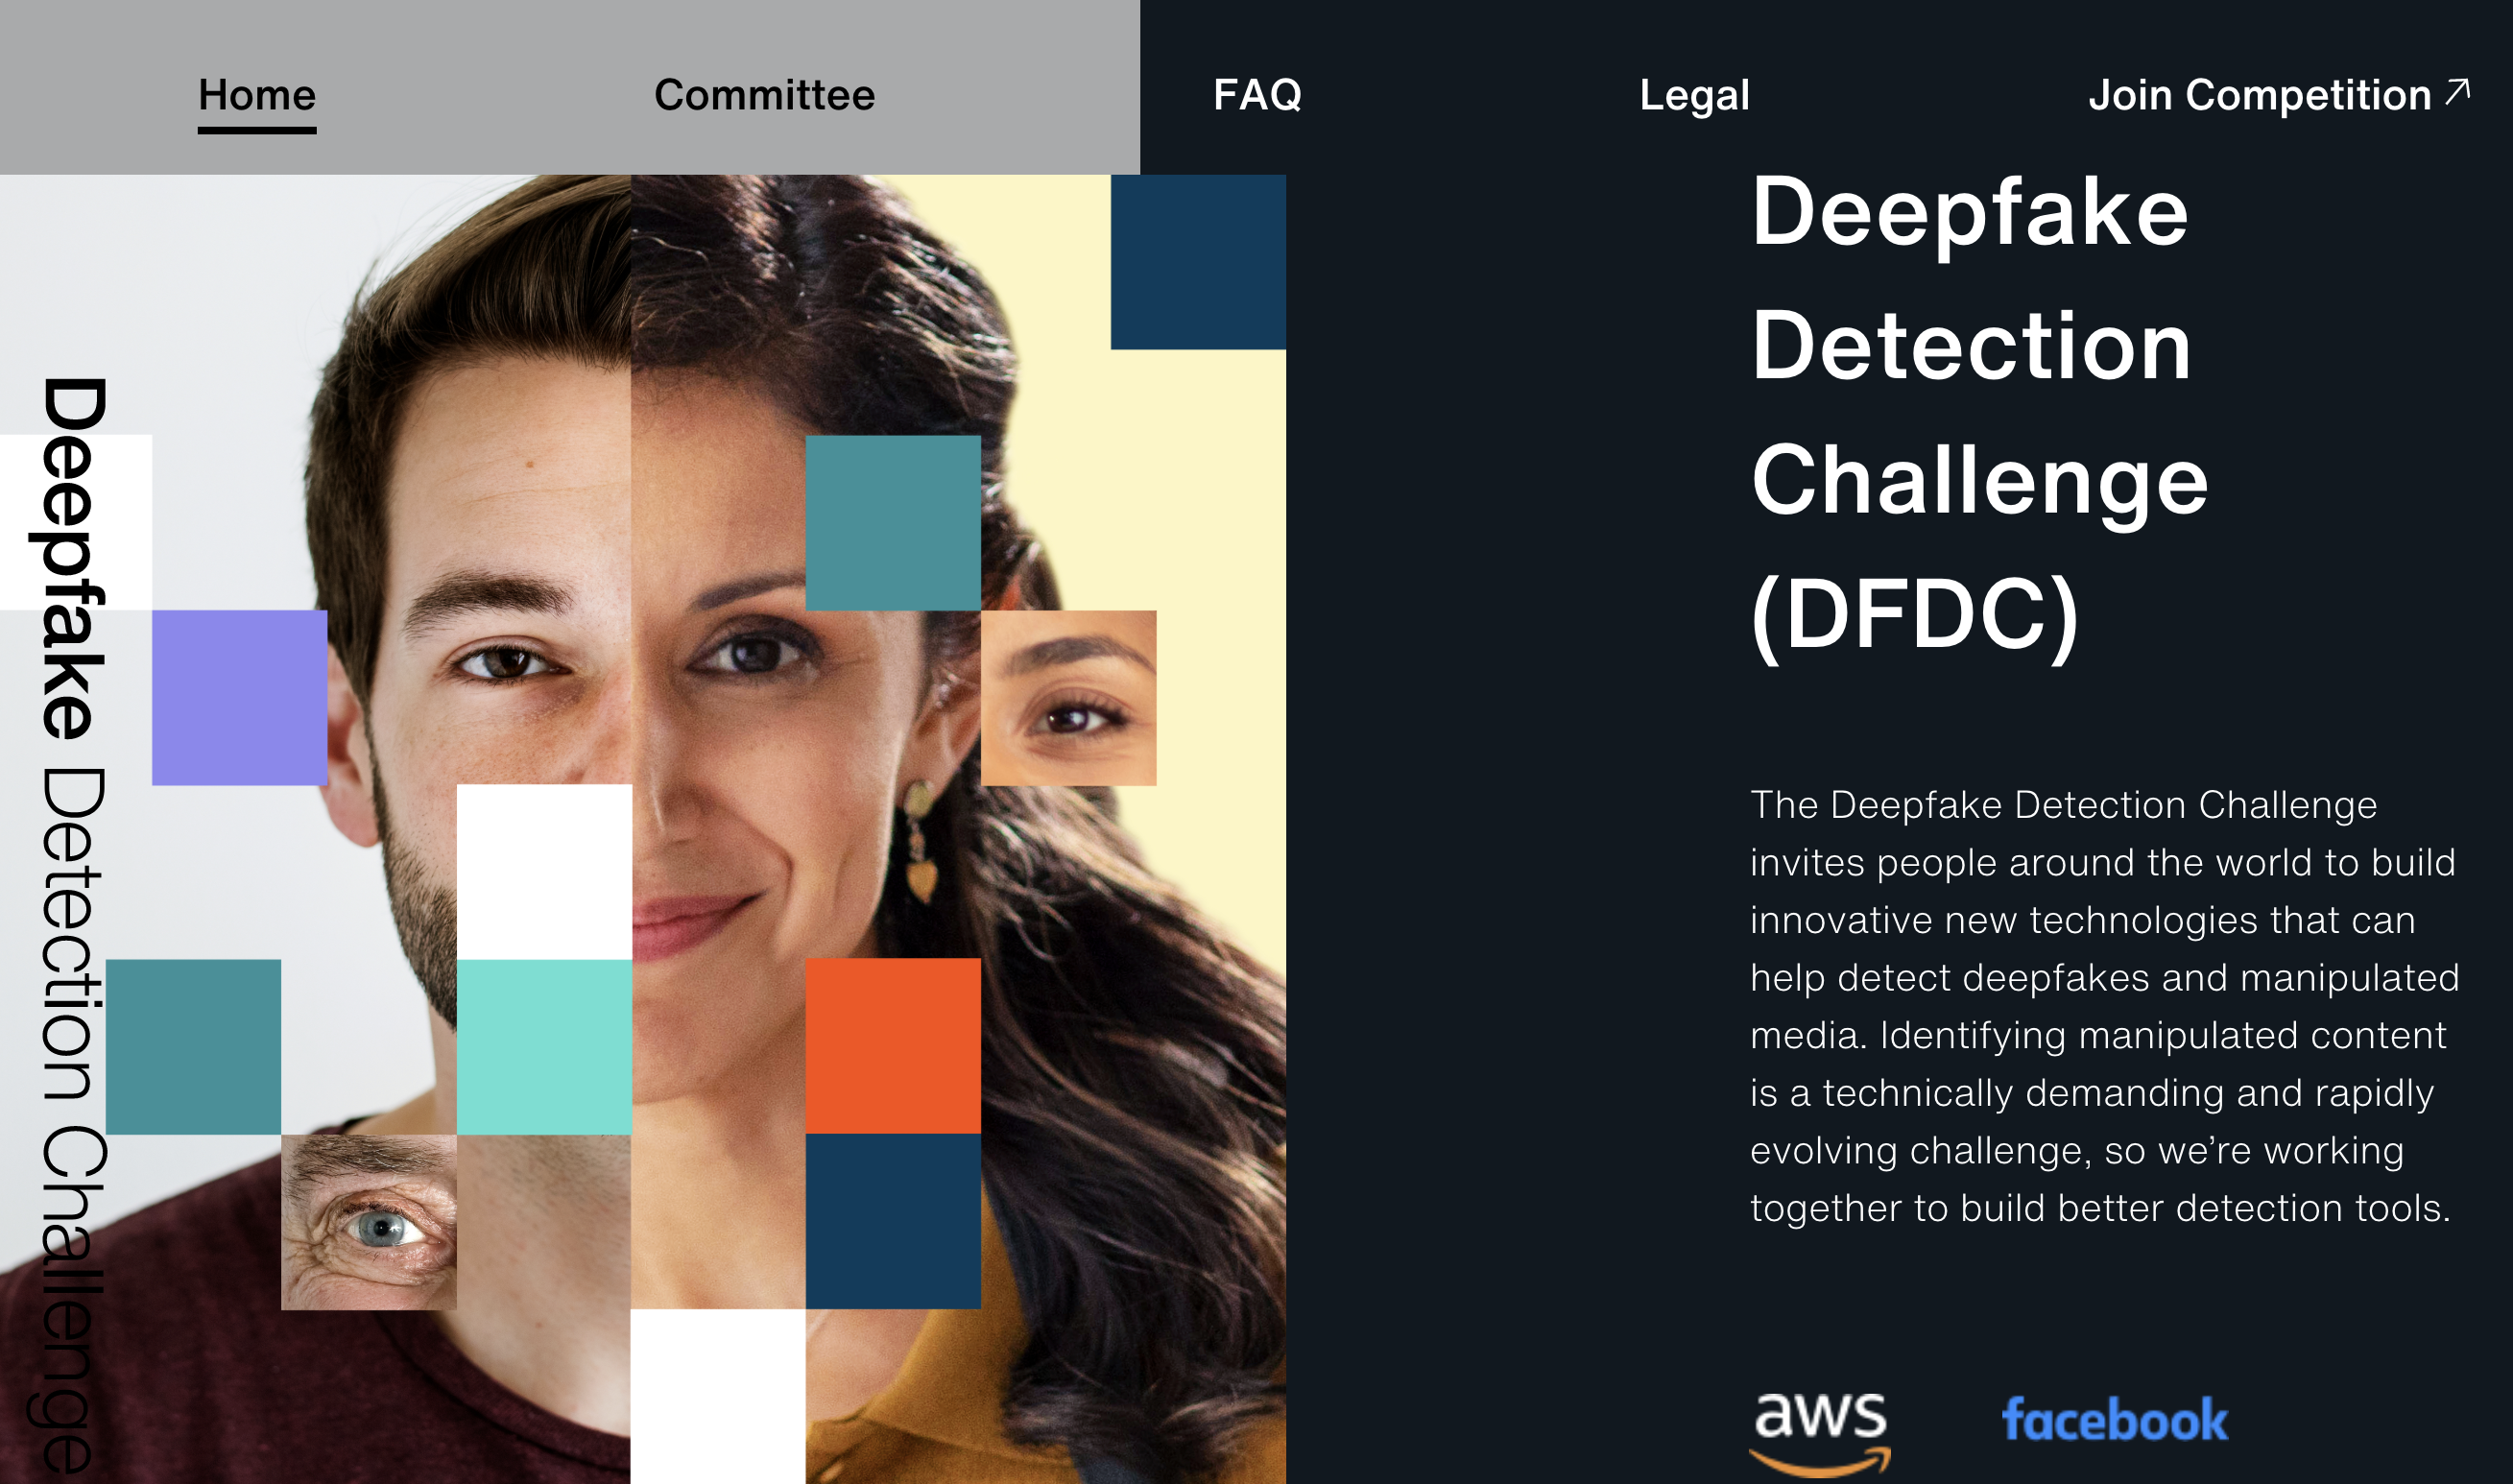 Home
Committee
FAQ
Legal
Join Competition
Deepfake Detection Challenge
Deepfake
Detection
Challenge
(DFDC)
The Deepfake Detection Challenge
invites people around the world to build
innovative new technologies that can
help detect deepfakes and manipulated
media. Identifying manipulated content
is a technically demanding and rapidly
evolving challenge, so we’re working
together to build better detection tools.
aws
facebook